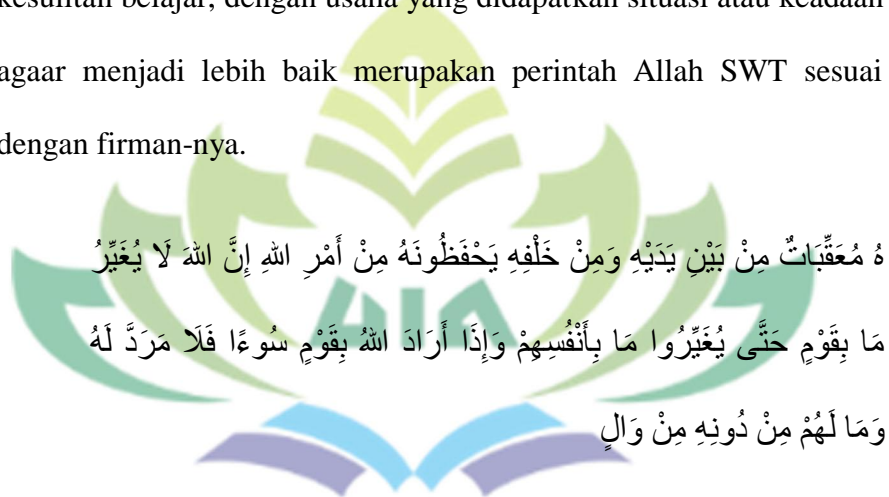 kesulitan belajar, dengan usaha yang didapatkan situasi atau keadaan
agaar menjadi lebih baik merupakan perintah Allah SWT sesuai
dengan firman-nya.
هُ مُعَقِّبَاتٌ مِنْ بَيْنِ يَدَيْهِ وَمِنْ خَلْفِهِ يَحْفَظُونَهُ مِنْ أَمْرِ اللهِ إِنَّ اللهَ لَا يُغَيِّرُ
مَا بِقَوْمٍ حَتَّى يُغَيِّرُوا مَا بِأَنْفُسِهِمْ وَإِذَا أَرَادَ اللهُ بِقَوْمٍ سُوءًا فَلَا مَرَدَّ لَهُ
وَمَا لَهُمْ مِنْ دُونِهِ مِنْ وَالٍ